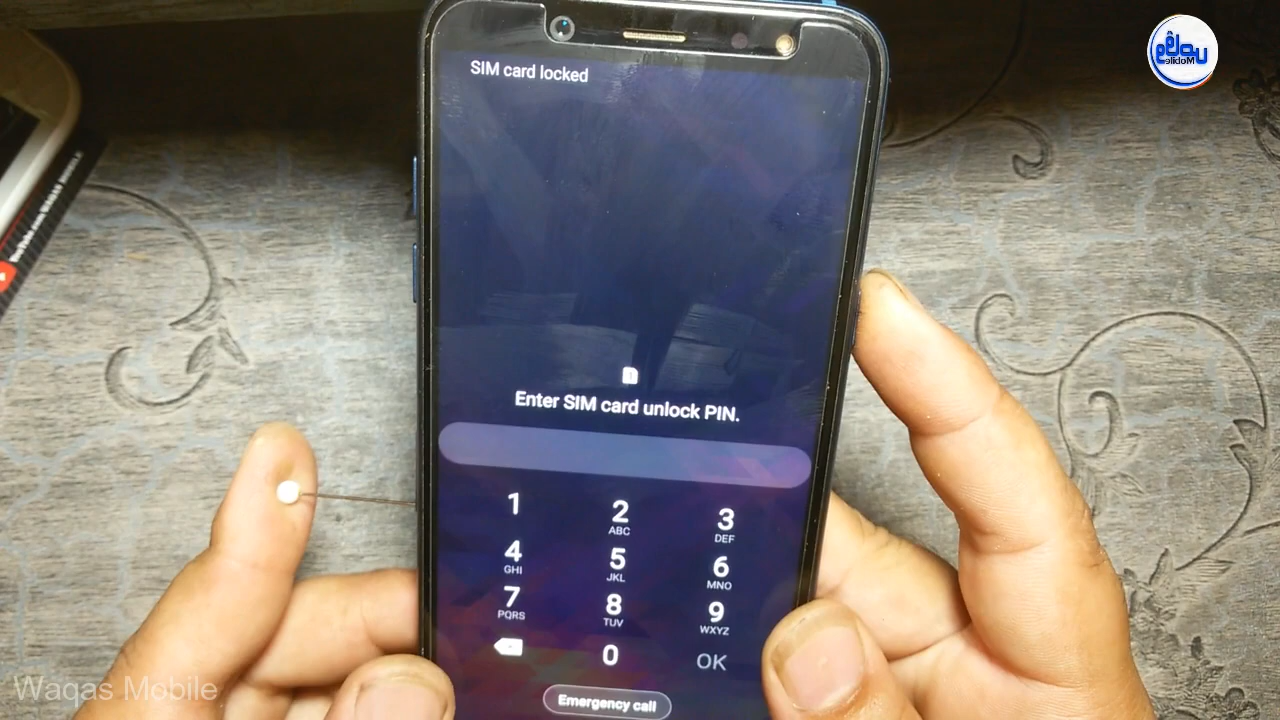 SIM card locked
Enter SIM card unlock PIN.
1
2
3
ABC
DEF
4
5
6
GHI
JKL
MNO
7
8
9
PQRS
TUV
WXYZ
0
OK
Emergency call
Waqas Mobile